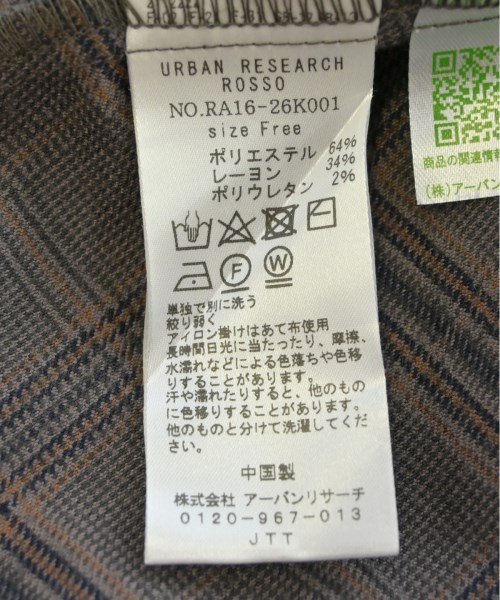 URBAN RESEARCH
ROSSO
NO.RA16-26K001
size Free
ポリエステル 64%
レーヨン 34%
ポリウレタン 2%
F
W
単独で別に洗う
絞り弱く
アイロン掛けはあて布使用
長時間日光に当たったり、摩擦、
水濡れなどによる色落ちや色移
りすることがあります。
汗や濡れたりすると、他のもの
に色移りすることがあります。
他のものと分けて洗濯してくだ
さい。
中国製
株式会社 アーバンリサーチ
0120-967-013
JTT
商品の関連情報
(株)アーバン